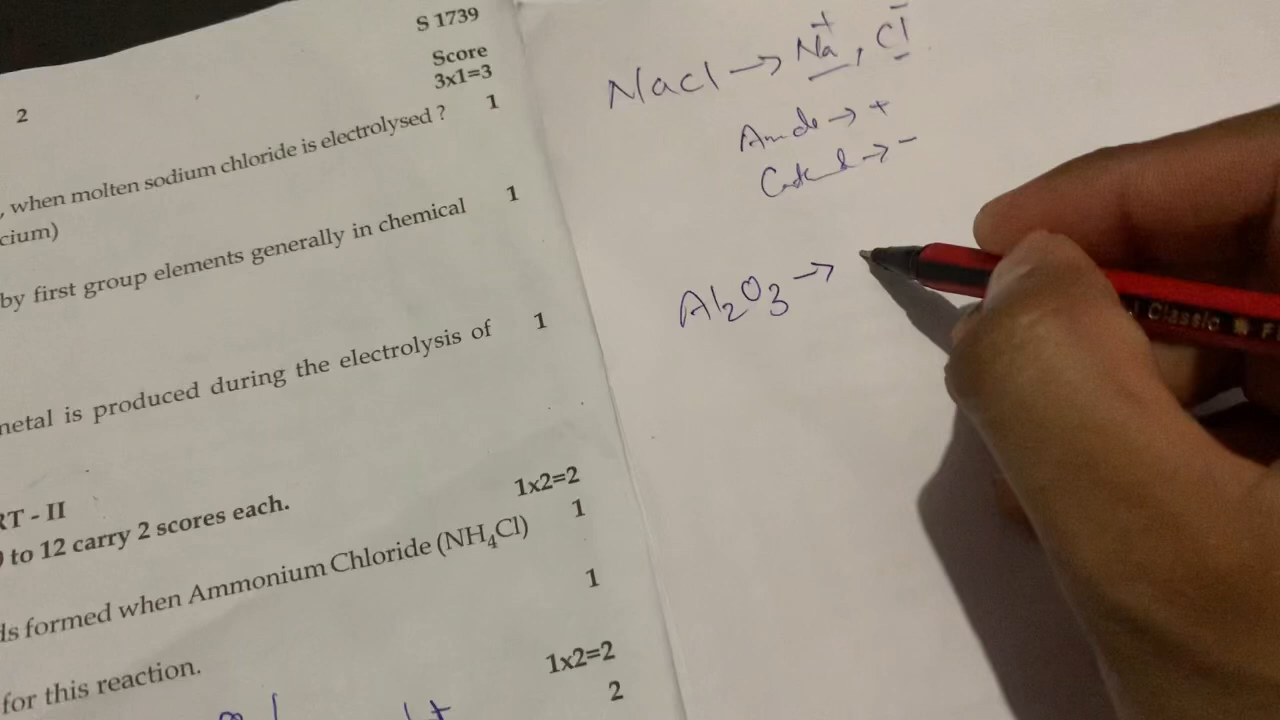 S 1739
Score
3x1=3
2
, when molten sodium chloride is electrolysed ? 1
cium)
by first group elements generally in chemical 1
metal is produced during the electrolysis of 1
RT - II
1x2=2
) to 12 carry 2 scores each.
ds formed when Ammonium Chloride (NH₄Cl) 1
1
for this reaction.
1x2=2
2
NaCl → Na⁺, Cl⁻
Anode → +
→ -
Al₂O₃ →
Classic